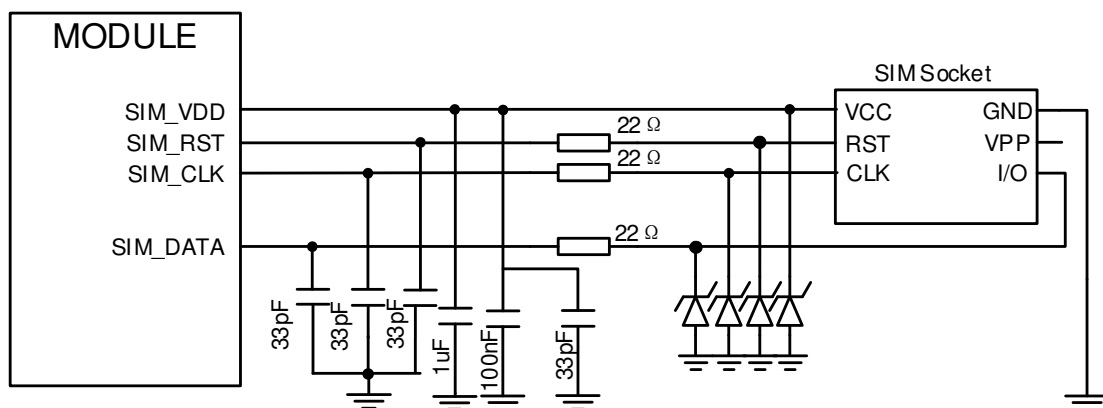 MODULE
SIM Socket
SIM_VDD
VCC
GND
SIM_RST
22 Ω
RST
VPP
SIM_CLK
22 Ω
CLK
I/O
SIM_DATA
22 Ω
33pF
33pF
33pF
1uF
100nF
33pF